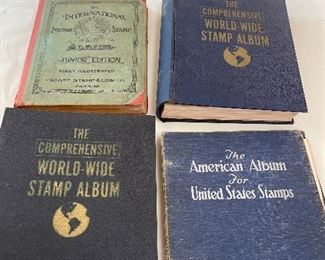 THE
INTERNATIONAL
POSTAGE STAMP
ALBUM
JUNIOR EDITION
FULLY ILLUSTRATED
SCOTT STAMP & COIN CO
THE
COMPREHENSIVE
WORLD-WIDE
STAMP ALBUM
THE
COMPREHENSIVE
WORLD-WIDE
STAMP ALBUM
The
American Album
for
United States Stamps